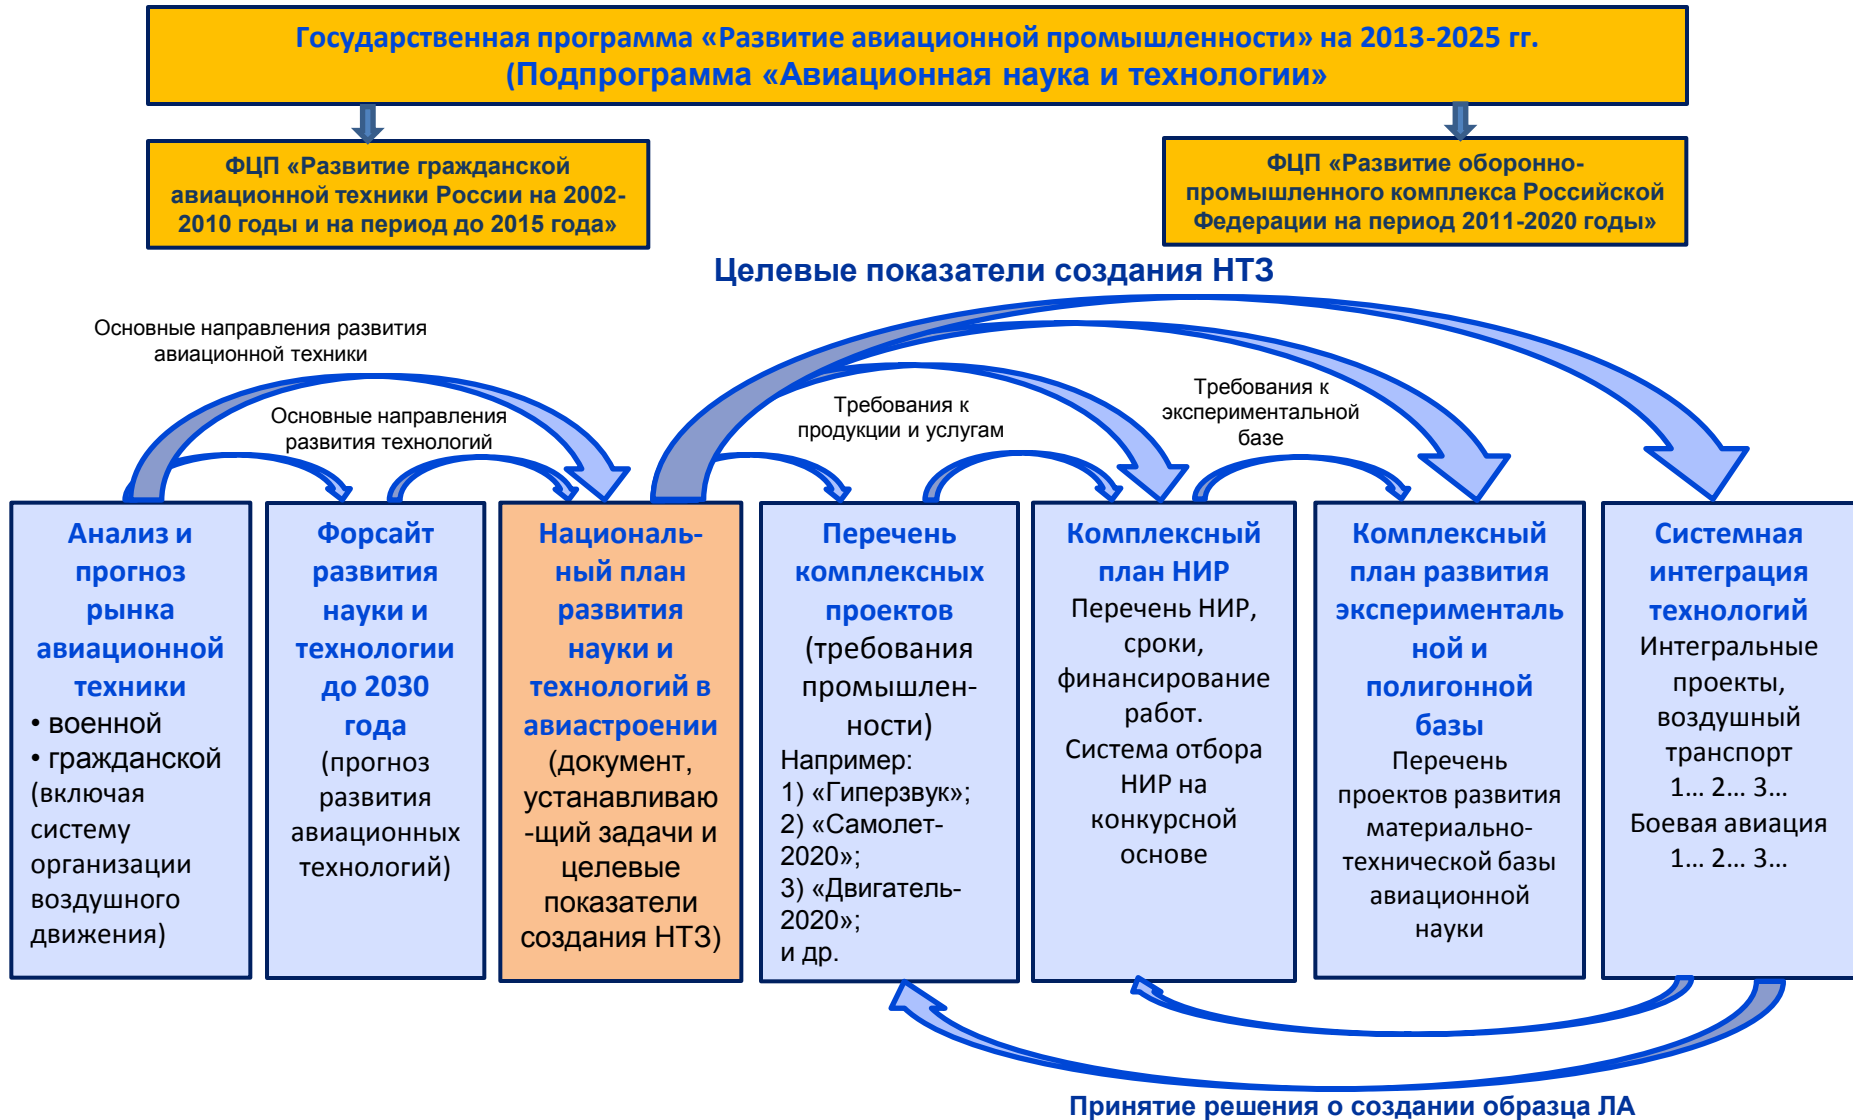 Государственная программа «Развитие авиационной промышленности» на 2013-2025 гг.
(Подпрограмма «Авиационная наука и технологии»
ФЦП «Развитие гражданской
авиационной техники России на 2002-
2010 годы и на период до 2015 года»
ФЦП «Развитие оборонно-
промышленного комплекса Российской
Федерации на период 2011-2020 годы»
Целевые показатели создания НТЗ
Основные направления развития
авиационной техники
Основные направления
развития технологий
Требования к
продукции и услугам
Требования к
экспериментальной
базе
Анализ и
прогноз
рынка
авиационной
техники
• военной
• гражданской
(включая
систему
организации
воздушного
движения)
Форсайт
развития
науки и
технологии
до 2030
года
(прогноз
развития
авиационных
технологий)
Националь-
ный план
развития
науки и
технологий в
авиастроении
(документ,
устанавливаю
-щий задачи и
целевые
показатели
создания НТЗ)
Перечень
комплексных
проектов
(требования
промышлен-
ности)
Например:
1) «Гиперзвук»;
2) «Самолет-
2020»;
3) «Двигатель-
2020»;
и др.
Комплексный
план НИР
Перечень НИР,
сроки,
финансирование
работ.
Система отбора
НИР на
конкурсной
основе
Комплексный
план развития
эксперименталь
ной и
полигонной
базы
Перечень
проектов развития
материально-
технической базы
авиационной
науки
Системная
интеграция
технологий
Интегральные
проекты,
воздушный
транспорт
1... 2... 3...
Боевая авиация
1... 2... 3...
Принятие решения о создании образца ЛА